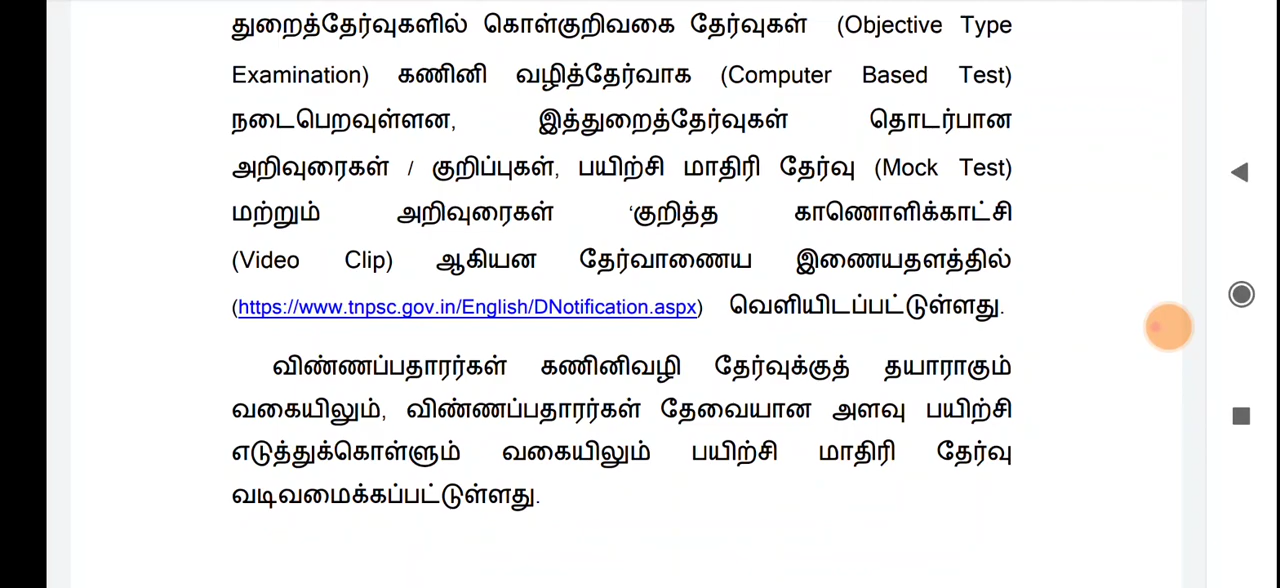 துறைத்தேர்வுகளில் கொள்குறிவகை தேர்வுகள் (Objective Type
Examination) கணினி வழித்தேர்வாக (Computer Based Test)
நடைபெறவுள்ளன, இத்துறைத்தேர்வுகள் தொடர்பான
அறிவுரைகள் / குறிப்புகள், பயிற்சி மாதிரி தேர்வு (Mock Test)
மற்றும் அறிவுரைகள் ‘குறித்த காணொளிக்காட்சி
(Video Clip) ஆகியன தேர்வாணைய இணையதளத்தில்
(https://www.tnpsc.gov.in/English/DNotification.aspx) வெளியிடப்பட்டுள்ளது.
விண்ணப்பதாரர்கள் கணினிவழி தேர்வுக்குத் தயாராகும்
வகையிலும், விண்ணப்பதாரர்கள் தேவையான அளவு பயிற்சி
எடுத்துக்கொள்ளும் வகையிலும் பயிற்சி மாதிரி தேர்வு
வடிவமைக்கப்பட்டுள்ளது.